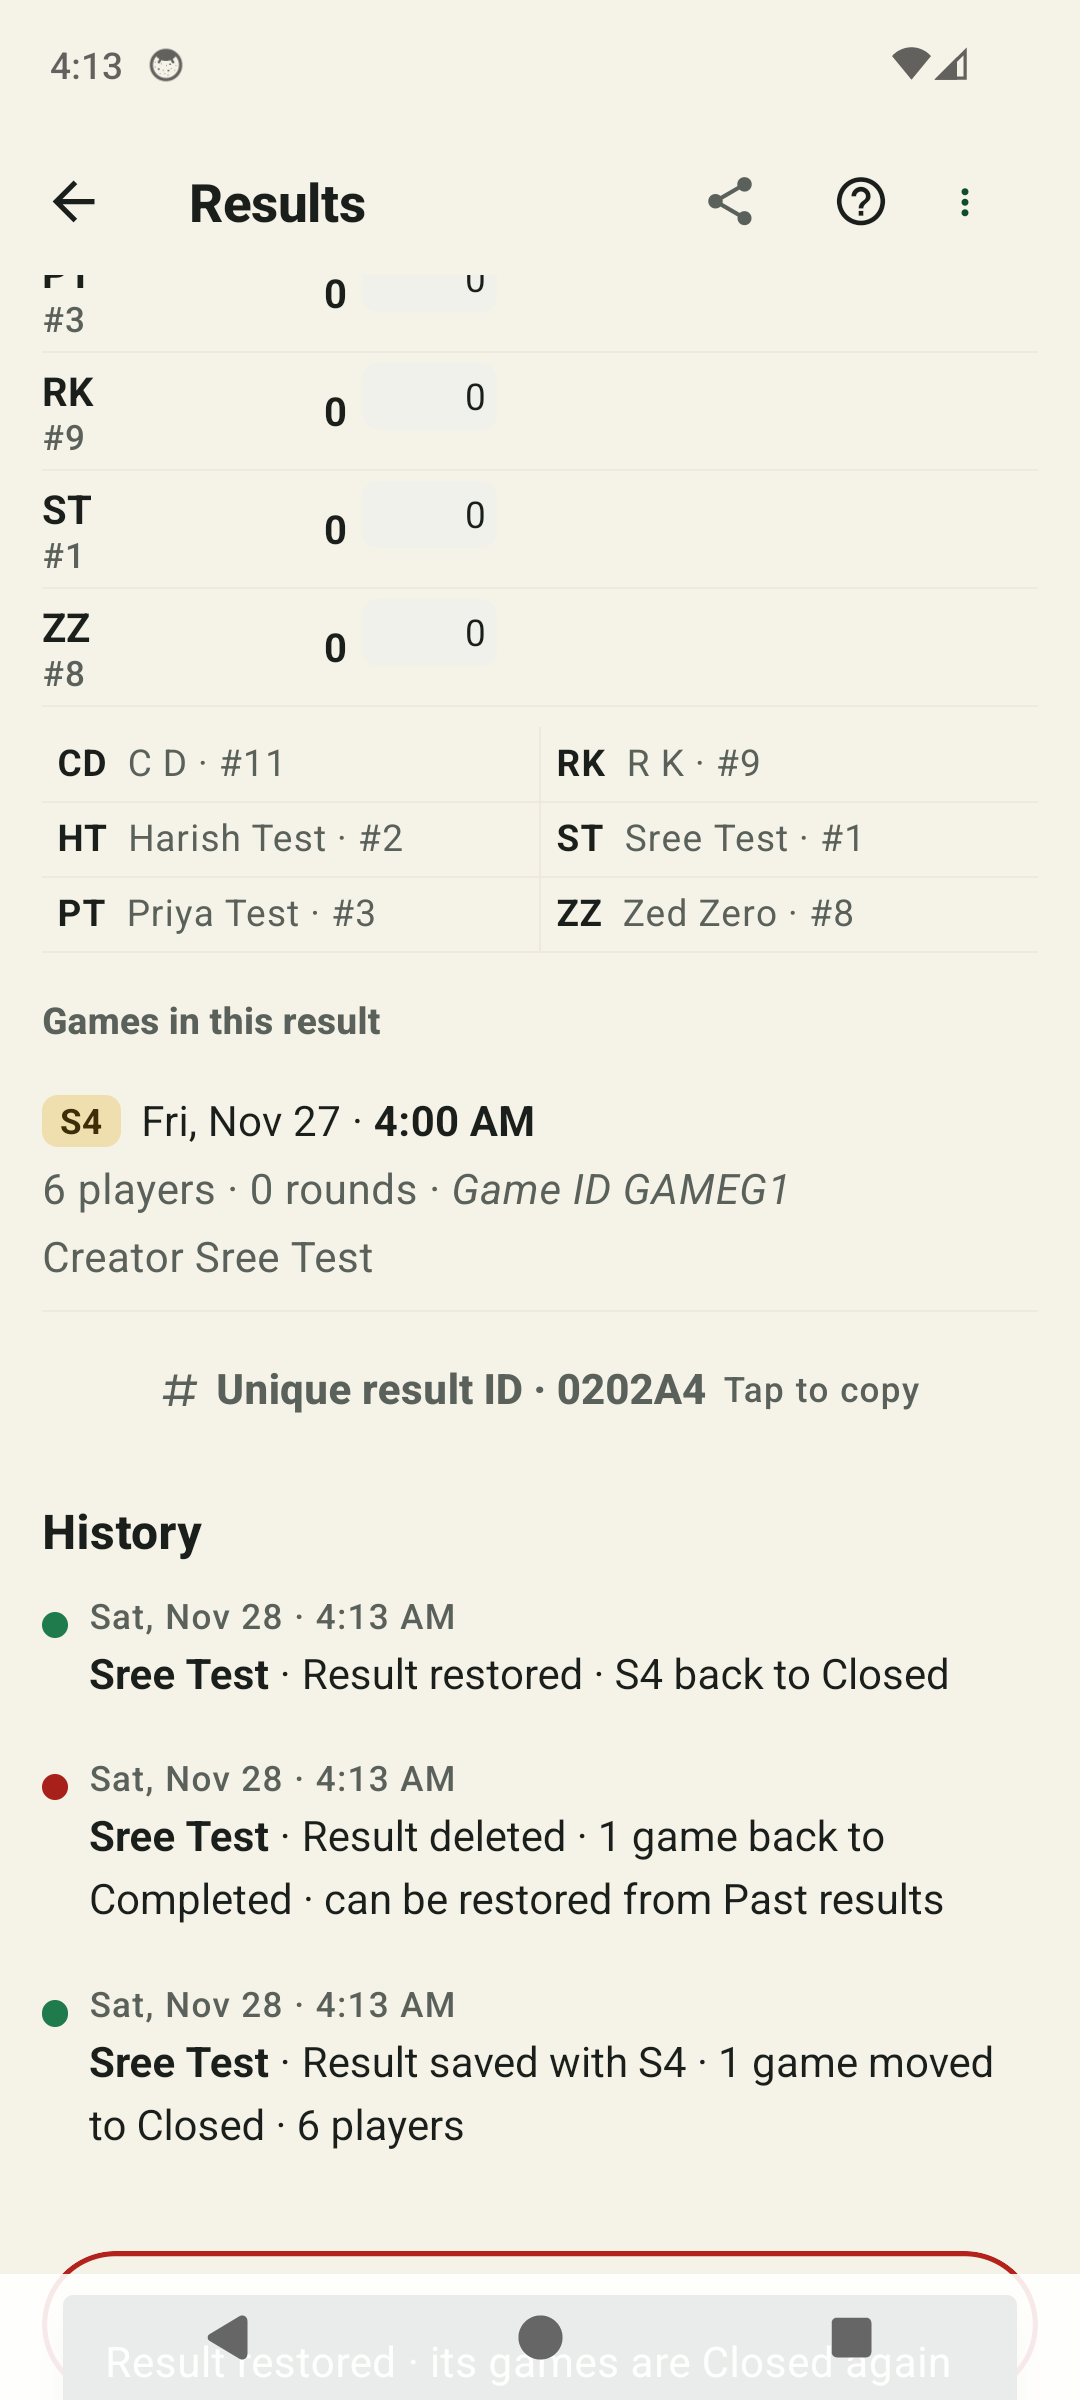 4:13
Results
PT 0 0
#3
RK 0 0
#9
ST 0 0
#1
ZZ 0 0
#8
CD C D · #11 RK R K · #9
HT Harish Test · #2 ST Sree Test · #1
PT Priya Test · #3 ZZ Zed Zero · #8
Games in this result
S4 Fri, Nov 27 · 4:00 AM
6 players · 0 rounds · Game ID GAMEG1
Creator Sree Test
# Unique result ID · 0202A4 Tap to copy
History
Sat, Nov 28 · 4:13 AM
Sree Test · Result restored · S4 back to Closed
Sat, Nov 28 · 4:13 AM
Sree Test · Result deleted · 1 game back to
Completed · can be restored from Past results
Sat, Nov 28 · 4:13 AM
Sree Test · Result saved with S4 · 1 game moved
to Closed · 6 players
Result restored · its games are Closed again